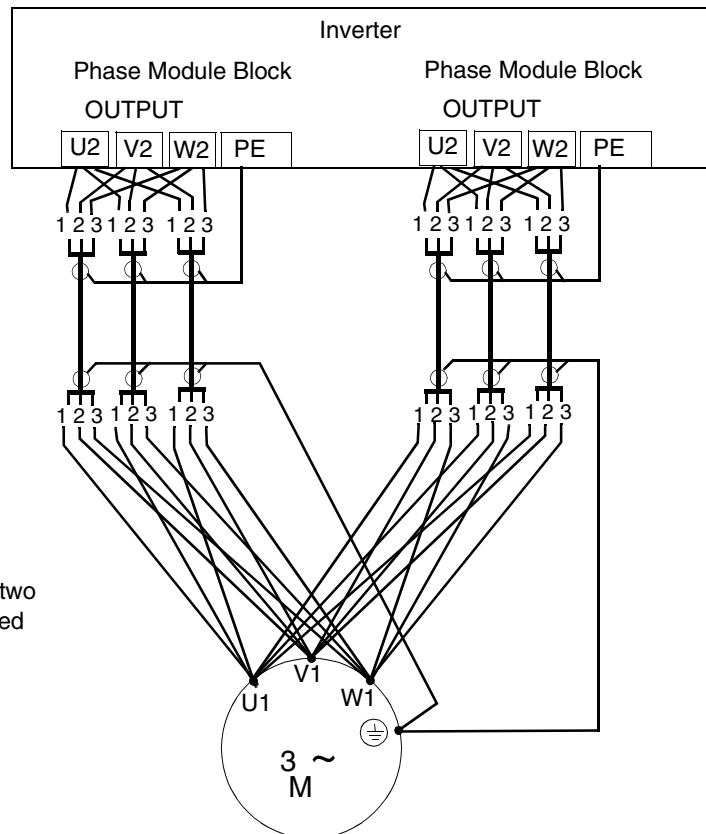 Inverter
Phase Module Block Phase Module Block
OUTPUT OUTPUT
U2 V2 W2 PE U2 V2 W2 PE
1 2 3 1 2 3 1 2 3 1 2 3 1 2 3 1 2 3
1 2 3 1 2 3 1 2 3 1 2 3 1 2 3 1 2 3
two
ed
V1
U1 W1
3 ~
M